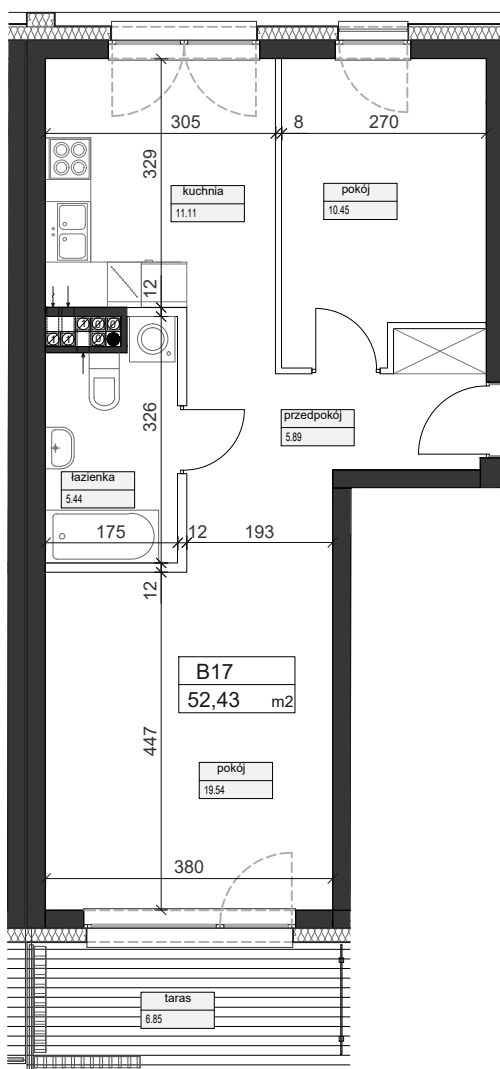 305
8
270
329
kuchnia
11.11
pokój
10.45
12
326
przedpokój
5.89
łazienka
5.44
175
12
193
12
B17
52,43 m2
447
pokój
19.54
380
taras
6.85